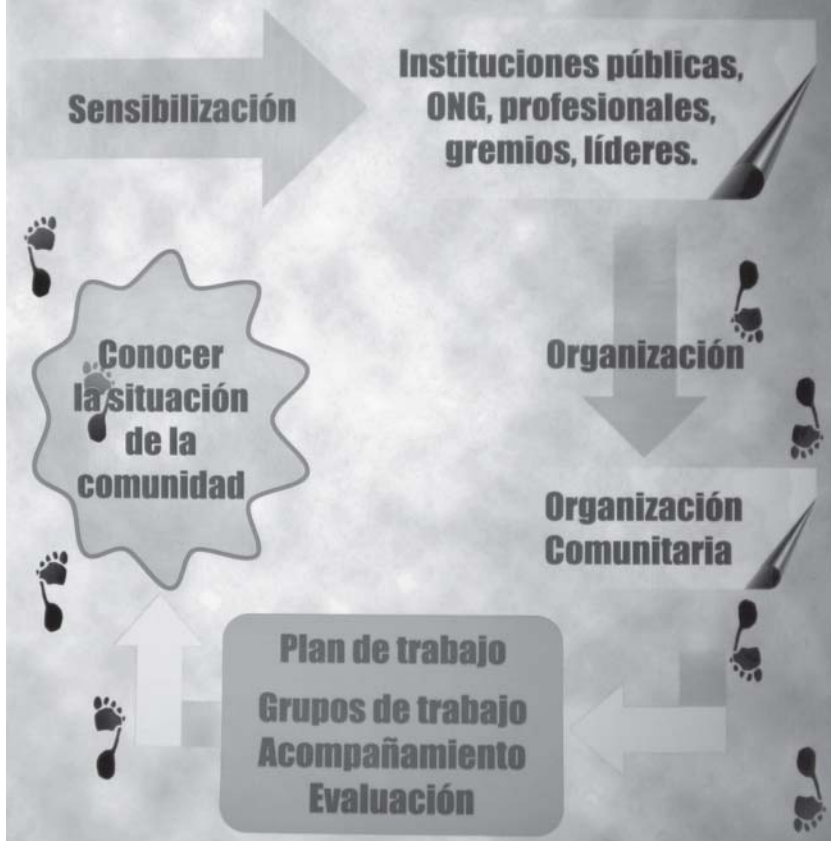 Sensibilización
Instituciones públicas,
ONG, profesionales,
gremios, líderes.
Organización
Organización
Comunitaria
Plan de trabajo
Grupos de trabajo
Acompañamiento
Evaluación
Conocer
la situación
de la
comunidad